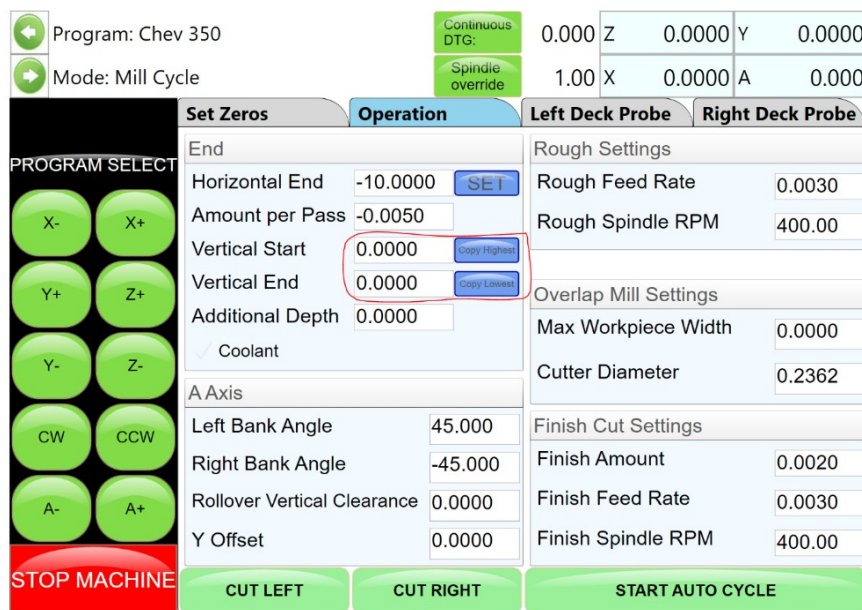 Program: Chev 350
Continuous DTG:
0.000 Z 0.0000 Y 0.0000
Mode: Mill Cycle
Spindle override
1.00 X 0.0000 A 0.000
Set Zeros Operation Left Deck Probe Right Deck Probe
PROGRAM SELECT
X- X+
Y+ Z+
Y- Z-
CW CCW
A- A+
STOP MACHINE
End
Horizontal End -10.0000 SET
Amount per Pass -0.0050
Vertical Start 0.0000 Copy Highest
Vertical End 0.0000 Copy Lowest
Additional Depth 0.0000
Coolant
A Axis
Left Bank Angle 45.000
Right Bank Angle -45.000
Rollover Vertical Clearance 0.0000
Y Offset 0.0000
Rough Settings
Rough Feed Rate 0.0030
Rough Spindle RPM 400.00
Overlap Mill Settings
Max Workpiece Width 0.0000
Cutter Diameter 0.2362
Finish Cut Settings
Finish Amount 0.0020
Finish Feed Rate 0.0030
Finish Spindle RPM 400.00
CUT LEFT CUT RIGHT START AUTO CYCLE